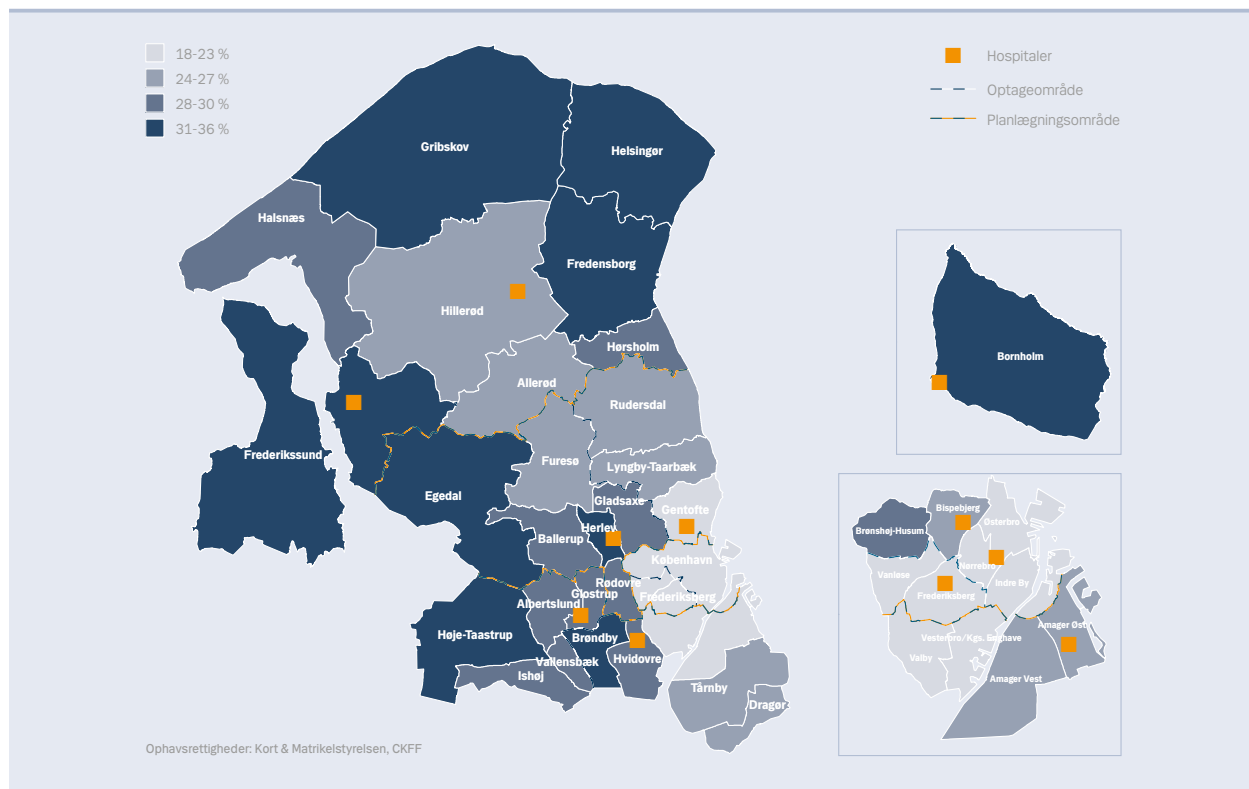 18-23 %
24-27 %
28-30 %
31-36 %
Hospitaler
Optageområde
Planlægningsområde
Gribskov
Helsingør
Halsnæs
Fredensborg
Hillerød
Hørsholm
Allerød
Rudersdal
Frederikssund
Furesø
Lyngby-Taarbæk
Egedal
Gladsaxe
Gentofte
Herlev
Ballerup
København
Rødovre
Glostrup
Frederiksberg
Albertslund
Høje-Taastrup
Brøndby
Vallensbæk
Hvidovre
Ishøj
Tårnby
Dragør
Bornholm
Bispebjerg
Østerbro
Brønshøj-Husum
Nørrebro
Vanløse
Indre By
Frederiksberg
Amager Øst
Vesterbro/Kgs. Enghave
Valby
Amager Vest
Ophavsrettigheder: Kort & Matrikelstyrelsen, CKFF